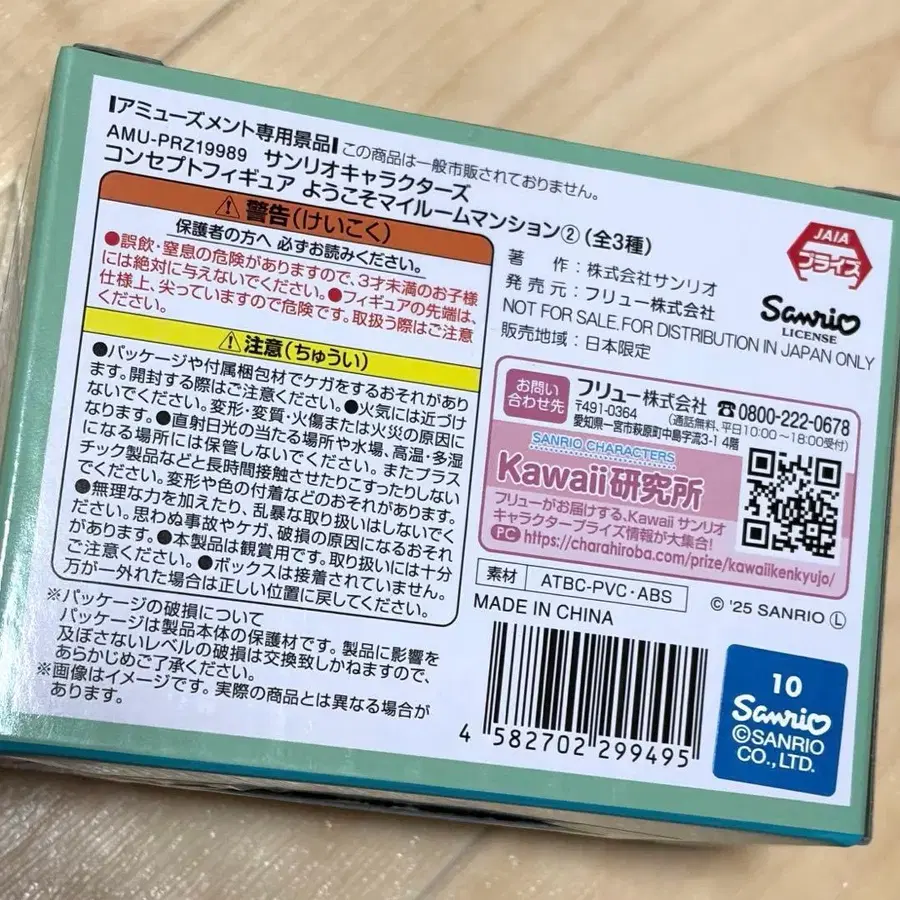 アミューズメント専用景品 この商品は一般市販されておりません。
AMU-PRZ19989 サンリオキャラクターズ
コンセプトフィギュア ようこそマイルームマンション②(全3種)
警告(けいこく)
保護者の方へ 必ずお読みください。
●誤飲・窒息の危険がありますので、3才未満のお子様
には絶対に与えないでください。●フィギュアの先端は、
仕様上、尖っていますので危険です。取扱う際はご注意
ください。
注意(ちゅうい)
●パッケージや付属梱包材でケガをするおそれがあり
ます。開封する際はご注意ください。●火気には近づけ
ないでください。変形・変質・火傷または火災の原因に
なります。●直射日光の当たる場所や水場、高温・多湿
になる場所には保管しないでください。またプラス
チック製品などと長時間接触させたりこすったりしない
でください。変形や色の付着などのおそれがあります。
●無理な力を加えたり、乱暴な取り扱いはしないでく
ださい。思わぬ事故やケガ、破損の原因になるおそれ
があります。●本製品は観賞用です。取り扱いには十分
ご注意ください。●ボックスは接着されていません。
万が一外れた場合は正しい位置に戻してください。
※パッケージの破損について
パッケージは製品本体の保護材です。製品に影響を
及ぼさないレベルの破損は交換致しかねますので、
あらかじめご了承ください。
※画像はイメージです。実際の商品とは異なる場合が
あります。
著 作:株式会社サンリオ
発 売 元:フリュー株式会社
NOT FOR SALE.FOR DISTRIBUTION IN JAPAN ONLY
販売地域:日本限定
JAIA
プライズ
Sanrio
LICENSE
お問い
合わせ先
フリュー株式会社 ☎0800-222-0678
〒491-0364 (通話無料、平日10:00〜18:00受付)
愛知県一宮市萩原町中島字流3-1 4階
SANRIO CHARACTERS
Kawaii研究所
フリューがお届けする、Kawaii サンリオ
キャラクタープライズ情報が大集合!
PC https://charahiroba.com/prize/kawaiikenkyujo/
素材 ATBC-PVC・ABS
MADE IN CHINA
© '25 SANRIO Ⓛ
4 582702 299495
10
Sanrio
©SANRIO
CO.,LTD.